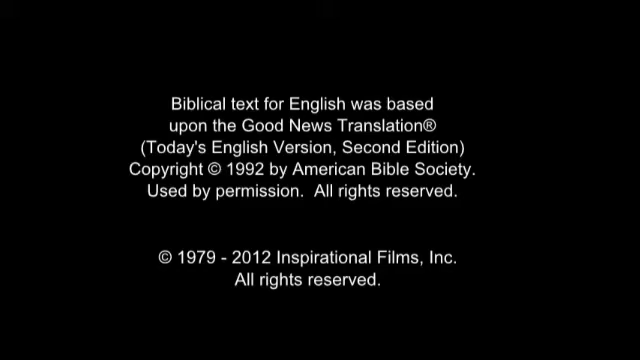 Biblical text for English was based
upon the Good News Translation®
(Today's English Version, Second Edition)
Copyright © 1992 by American Bible Society.
Used by permission.  All rights reserved.
© 1979 - 2012 Inspirational Films, Inc.
All rights reserved.